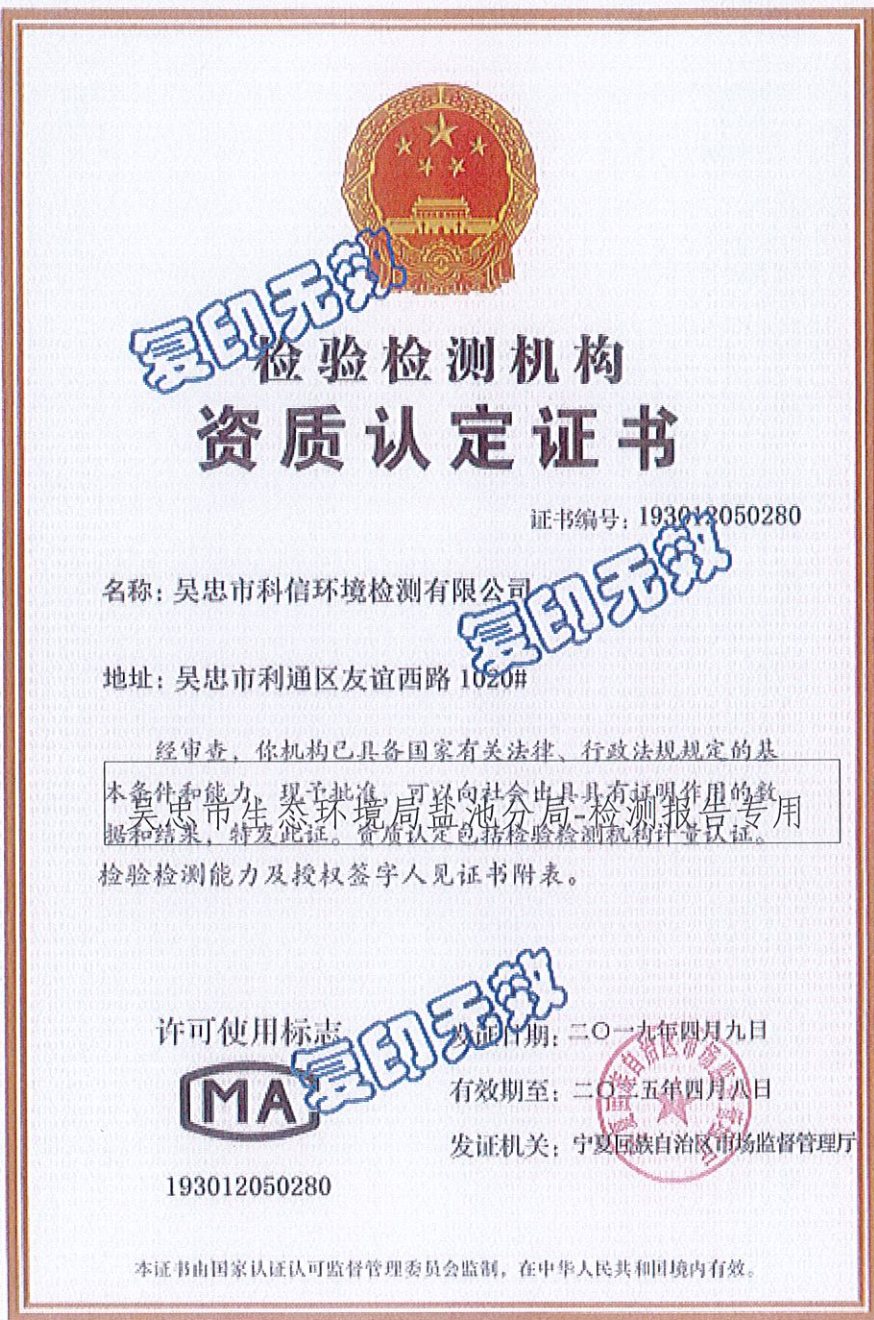 复印无效
检验检测机构
资质认定证书
证书编号：193012050280
名称：吴忠市科信环境检测有限公司
复印无效
地址：吴忠市利通区友谊西路 1020#
经审查，你机构已具备国家有关法律、行政法规规定的基
本条件和能力，现予批准，可以向社会出具具有证明作用的数
吴忠市生态环境局盐池分局-检测报告专用
据和结果，特发此证。资质认定包括检验检测机构计量认证。
检验检测能力及授权签字人见证书附表。
复印无效
许可使用标志
MA
193012050280
发证日期：二〇一九年四月九日
有效期至：二〇二五年四月八日
发证机关：宁夏回族自治区市场监督管理厅
本证书由国家认证认可监督管理委员会监制，在中华人民共和国境内有效。